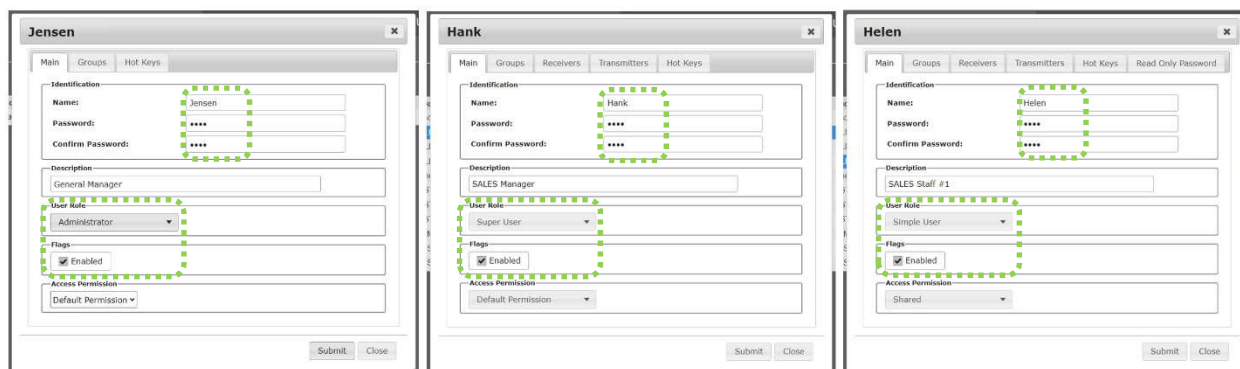 Jensen
Main Groups Hot Keys
Identification
Name: Jensen
Password: ••••
Confirm Password: ••••
Description
General Manager
User Role
Administrator
Flags
Enabled
Access Permission
Default Permission
Submit Close
Hank
Main Groups Receivers Transmitters Hot Keys
Identification
Name: Hank
Password: ••••
Confirm Password: ••••
Description
SALES Manager
User Role
Super User
Flags
Enabled
Access Permission
Default Permission
Submit Close
Helen
Main Groups Receivers Transmitters Hot Keys Read Only Password
Identification
Name: Helen
Password: ••••
Confirm Password: ••••
Description
SALES Staff #1
User Role
Simple User
Flags
Enabled
Access Permission
Shared
Submit Close